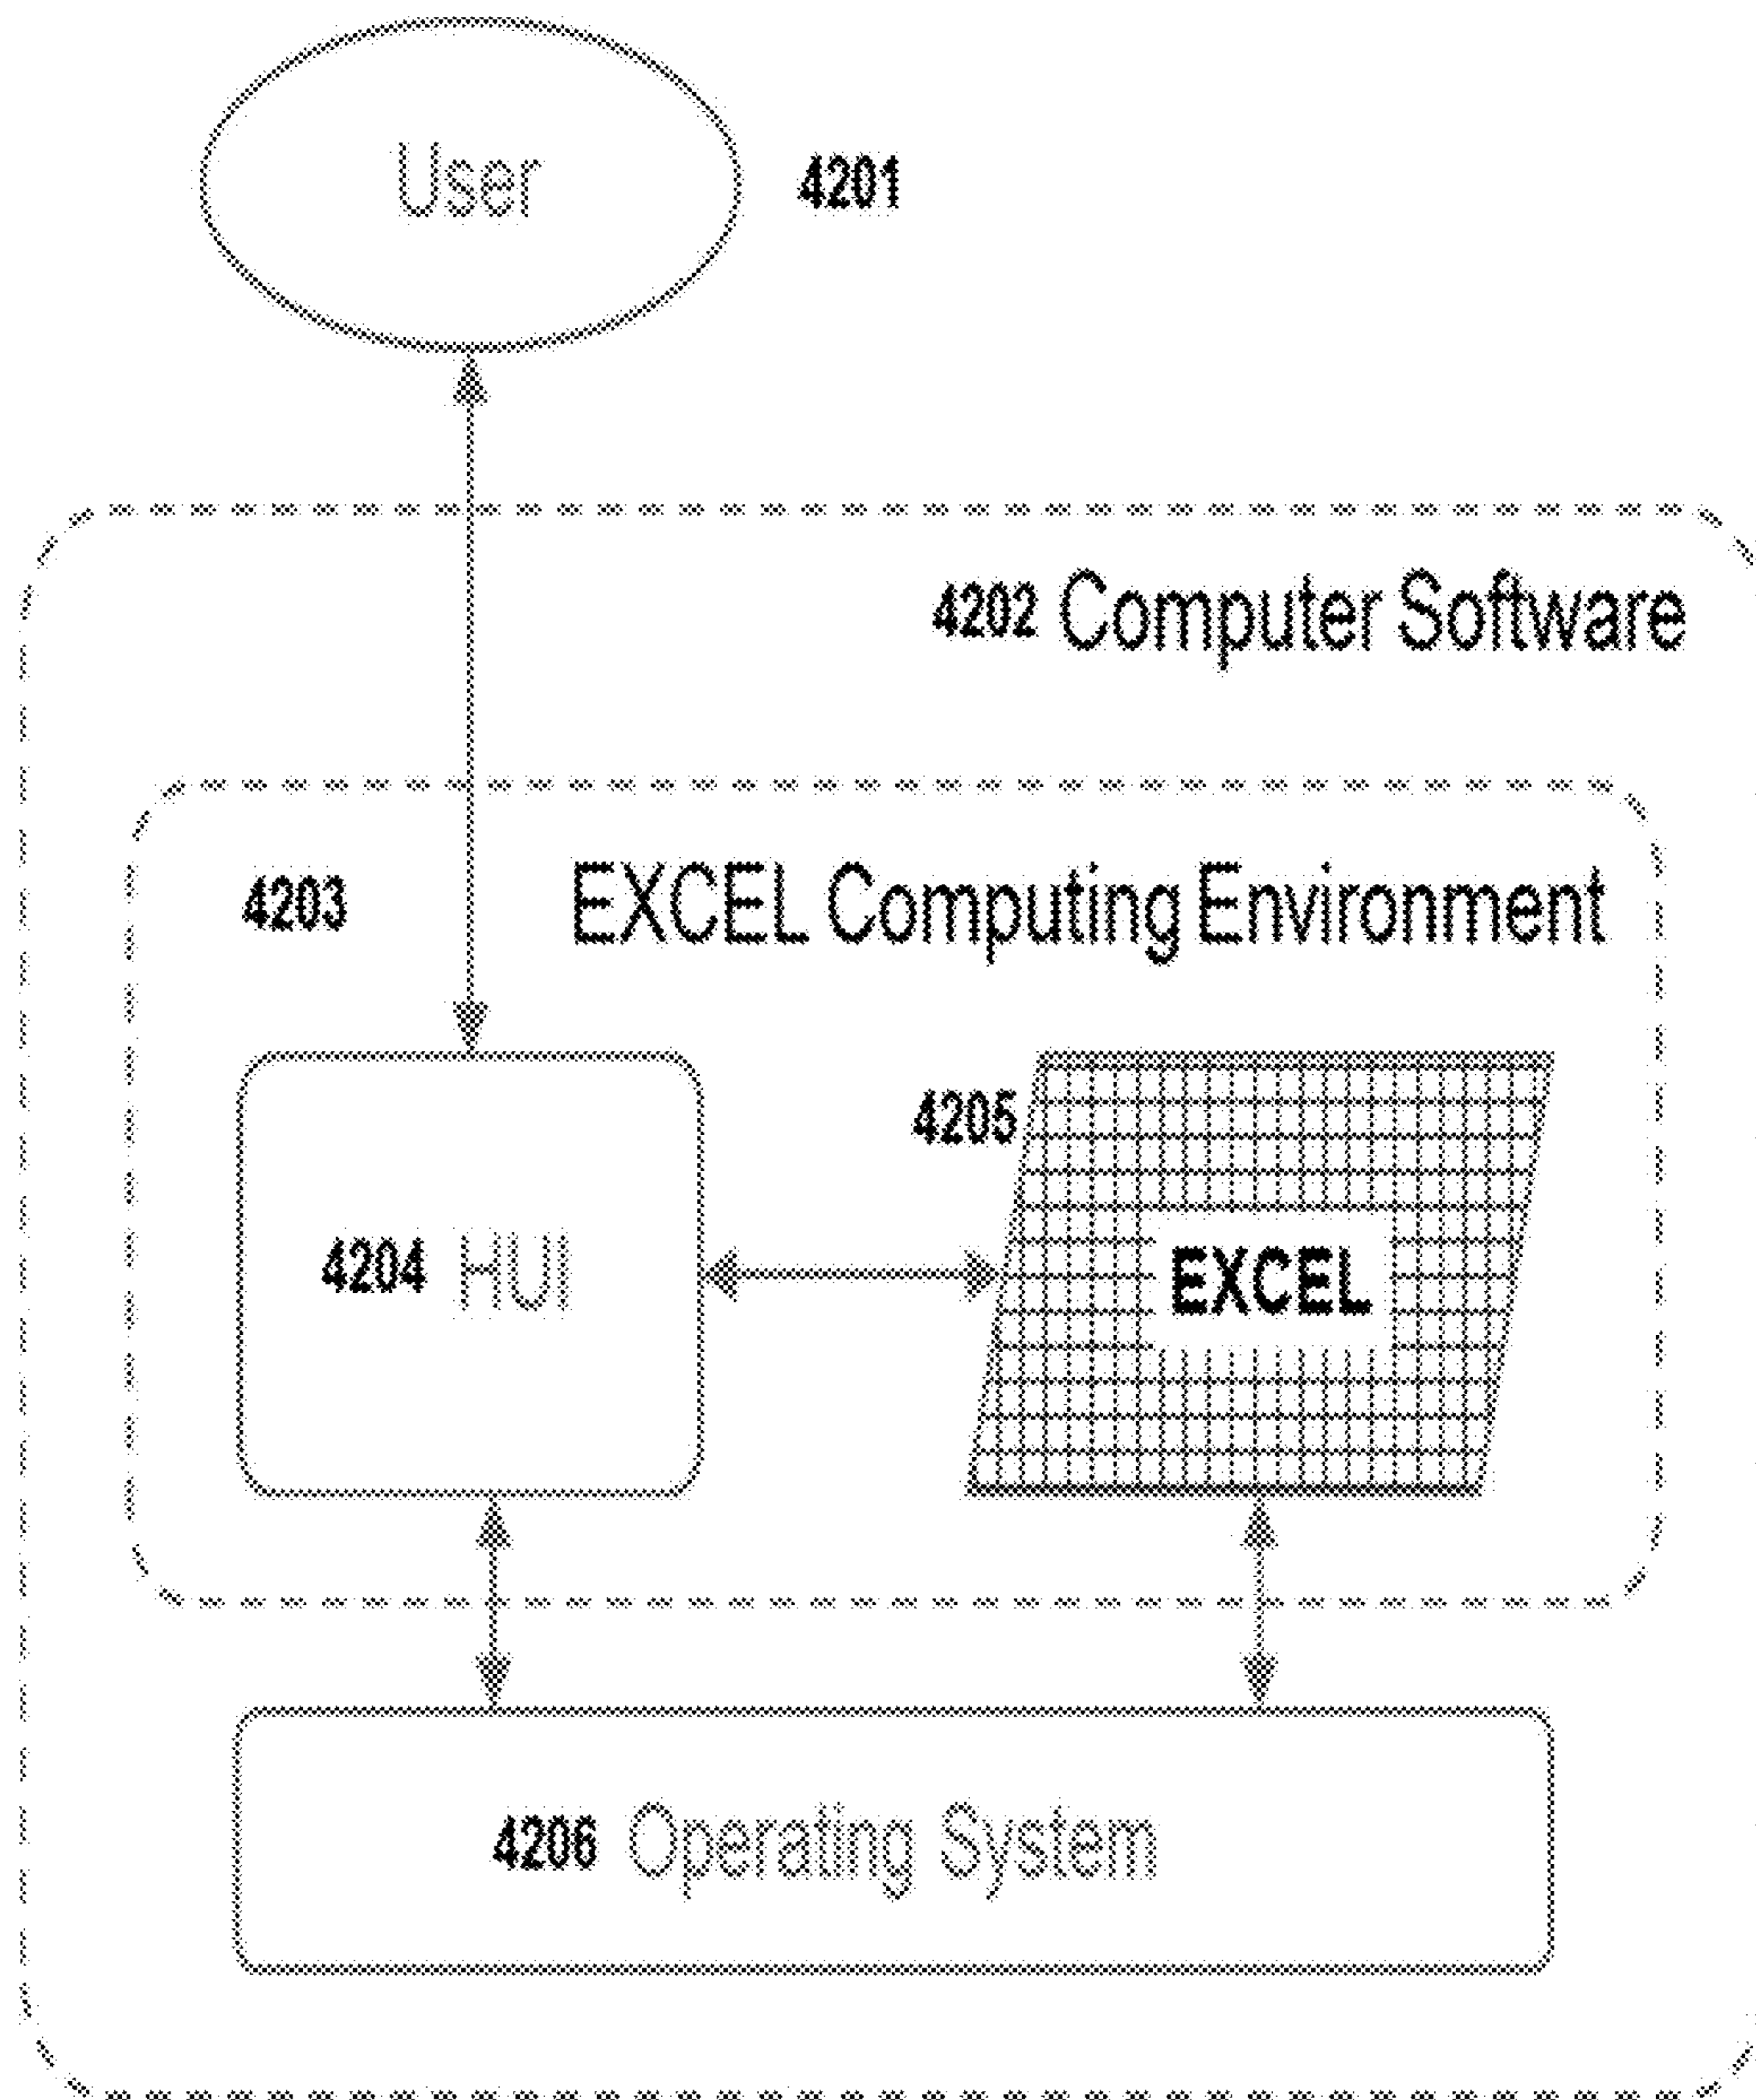 User 4201
4202 Computer Software
4203 EXCEL Computing Environment
4205
4204 HUI
EXCEL
4206 Operating System